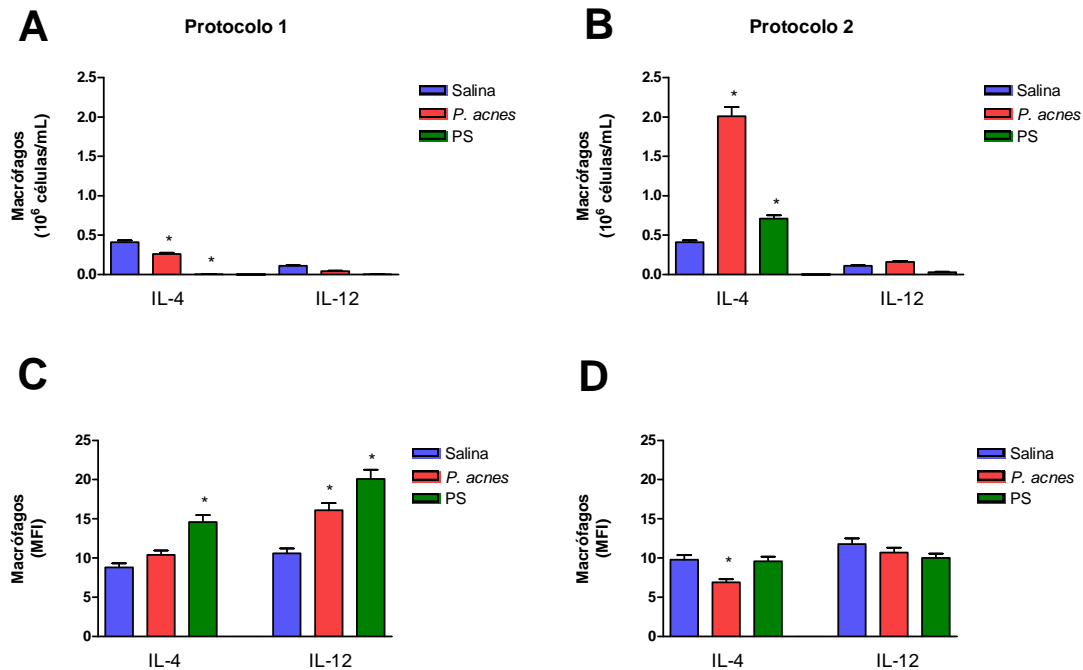 A
Protocolo 1
Macrófagos
(10⁶ células/mL)
2.5
2.0
1.5
1.0
0.5
0.0
*
*
IL-4
IL-12
Salina
P. acnes
PS
B
Protocolo 2
Macrófagos
(10⁶ células/mL)
2.5
2.0
1.5
1.0
0.5
0.0
*
*
IL-4
IL-12
Salina
P. acnes
PS
C
Macrófagos
(MFI)
25
20
15
10
5
0
*
*
*
IL-4
IL-12
Salina
P. acnes
PS
D
Macrófagos
(MFI)
25
20
15
10
5
0
*
IL-4
IL-12
Salina
P. acnes
PS